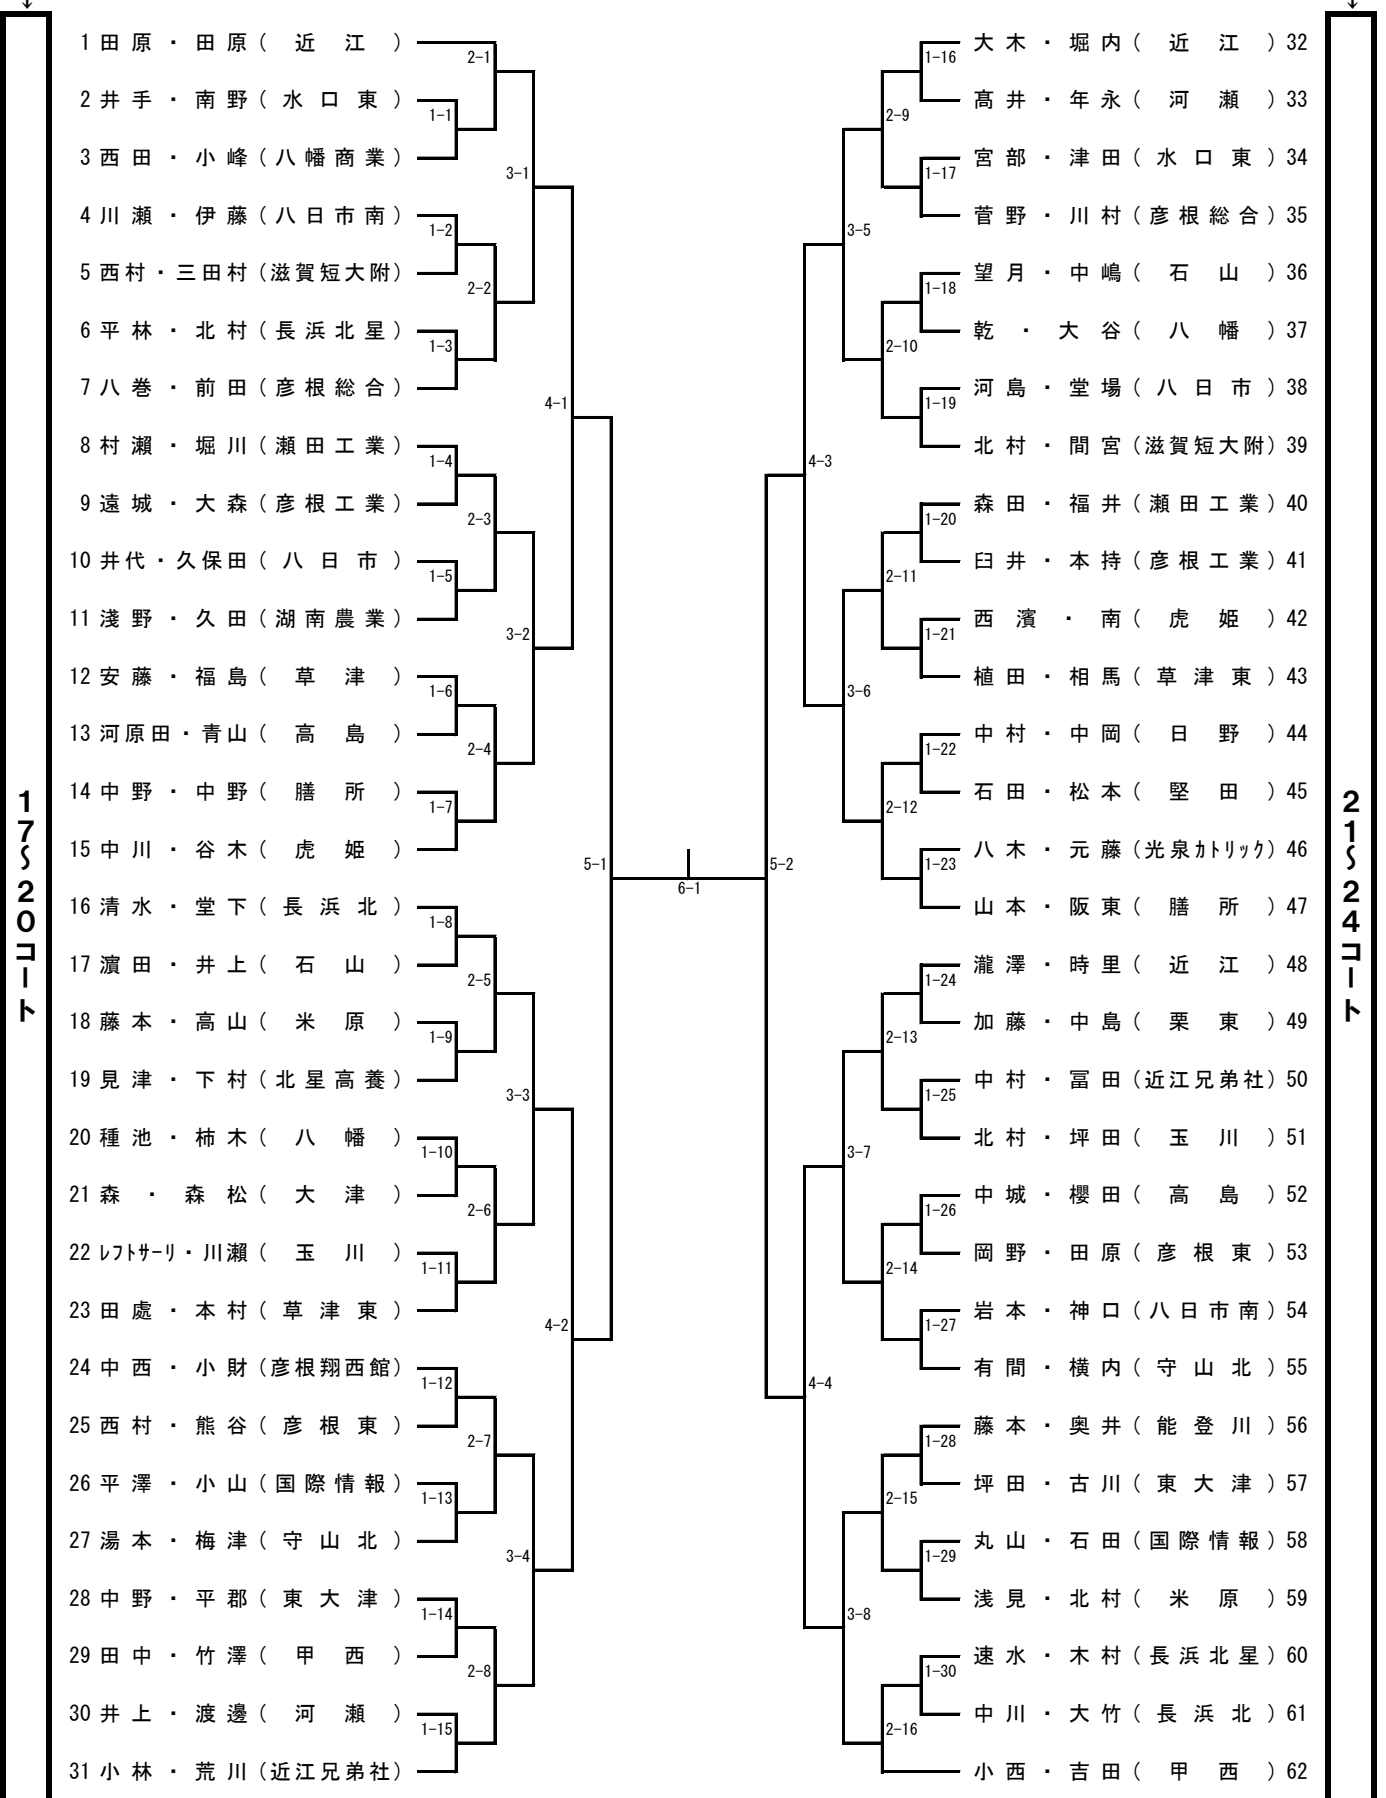 17～20コート
1 田原・田原(近江)
2 井手・南野(水口東)
3 西田・小峰(八幡商業)
4 川瀬・伊藤(八日市南)
5 西村・三田村(滋賀短大附)
6 平林・北村(長浜北星)
7 八巻・前田(彦根総合)
8 村瀨・堀川(瀬田工業)
9 遠城・大森(彦根工業)
10 井代・久保田(八日市)
11 淺野・久田(湖南農業)
12 安藤・福島(草津)
13 河原田・青山(高島)
14 中野・中野(膳所)
15 中川・谷木(虎姫)
16 清水・堂下(長浜北)
17 濵田・井上(石山)
18 藤本・高山(米原)
19 見津・下村(北星高養)
20 種池・柿木(八幡)
21 森・森松(大津)
22 ﾚﾌﾄｻｰﾘ・川瀨(玉川)
23 田處・本村(草津東)
24 中西・小財(彦根翔西館)
25 西村・熊谷(彦根東)
26 平澤・小山(国際情報)
27 湯本・梅津(守山北)
28 中野・平郡(東大津)
29 田中・竹澤(甲西)
30 井上・渡邊(河瀬)
31 小林・荒川(近江兄弟社)
2-1
1-1
3-1
1-2
2-2
1-3
4-1
1-4
2-3
1-5
3-2
1-6
2-4
1-7
5-1
1-8
2-5
1-9
3-3
1-10
2-6
1-11
4-2
1-12
2-7
1-13
3-4
1-14
2-8
1-15
6-1
5-2
1-16
2-9
1-17
3-5
1-18
2-10
1-19
4-3
1-20
2-11
1-21
3-6
1-22
2-12
1-23
1-24
2-13
1-25
3-7
1-26
2-14
1-27
4-4
1-28
2-15
1-29
3-8
1-30
2-16
大木・堀内(近江)32
髙井・年永(河瀬)33
宮部・津田(水口東)34
菅野・川村(彦根総合)35
望月・中嶋(石山)36
乾・大谷(八幡)37
河島・堂場(八日市)38
北村・間宮(滋賀短大附)39
森田・福井(瀬田工業)40
臼井・本持(彦根工業)41
西濱・南(虎姫)42
植田・相馬(草津東)43
中村・中岡(日野)44
石田・松本(堅田)45
八木・元藤(光泉ｶﾄﾘｯｸ)46
山本・阪東(膳所)47
瀧澤・時里(近江)48
加藤・中島(栗東)49
中村・冨田(近江兄弟社)50
北村・坪田(玉川)51
中城・櫻田(高島)52
岡野・田原(彦根東)53
岩本・神口(八日市南)54
有間・横内(守山北)55
藤本・奥井(能登川)56
坪田・古川(東大津)57
丸山・石田(国際情報)58
浅見・北村(米原)59
速水・木村(長浜北星)60
中川・大竹(長浜北)61
小西・吉田(甲西)62
21～24コート